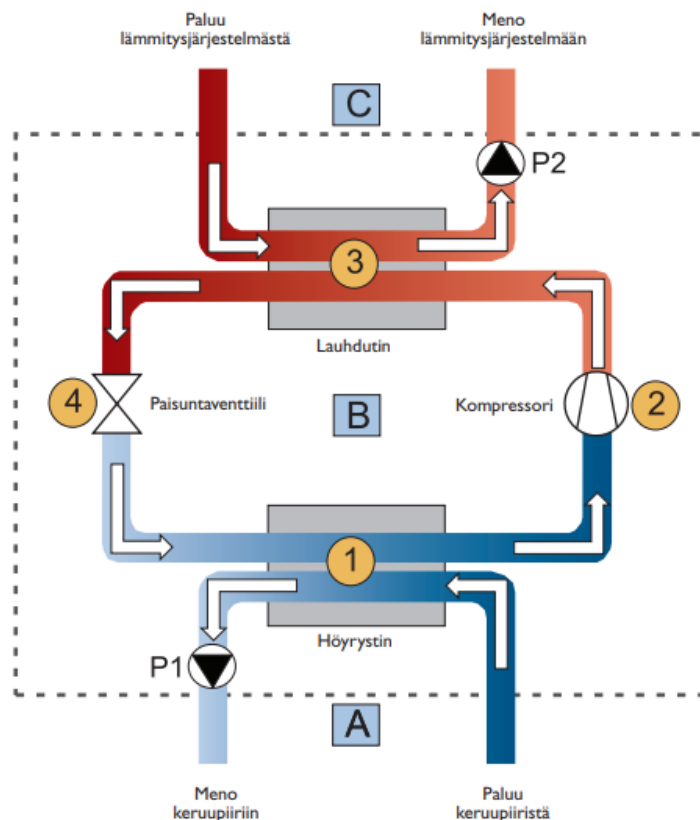 Paluu
lämmitysjärjestelmästä
Meno
lämmitysjärjestelmään
C
P2
3
Lauhdutin
4
Paisuntaventtiili
B
Kompressori
2
1
Höyrystin
P1
A
Meno
keruupiiriin
Paluu
keruupiiristä